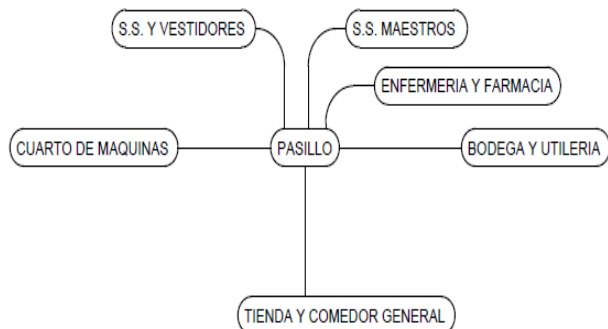 S.S. Y VESTIDORES
S.S. MAESTROS
ENFERMERIA Y FARMACIA
CUARTO DE MAQUINAS
PASILLO
BODEGA Y UTILERIA
TIENDA Y COMEDOR GENERAL